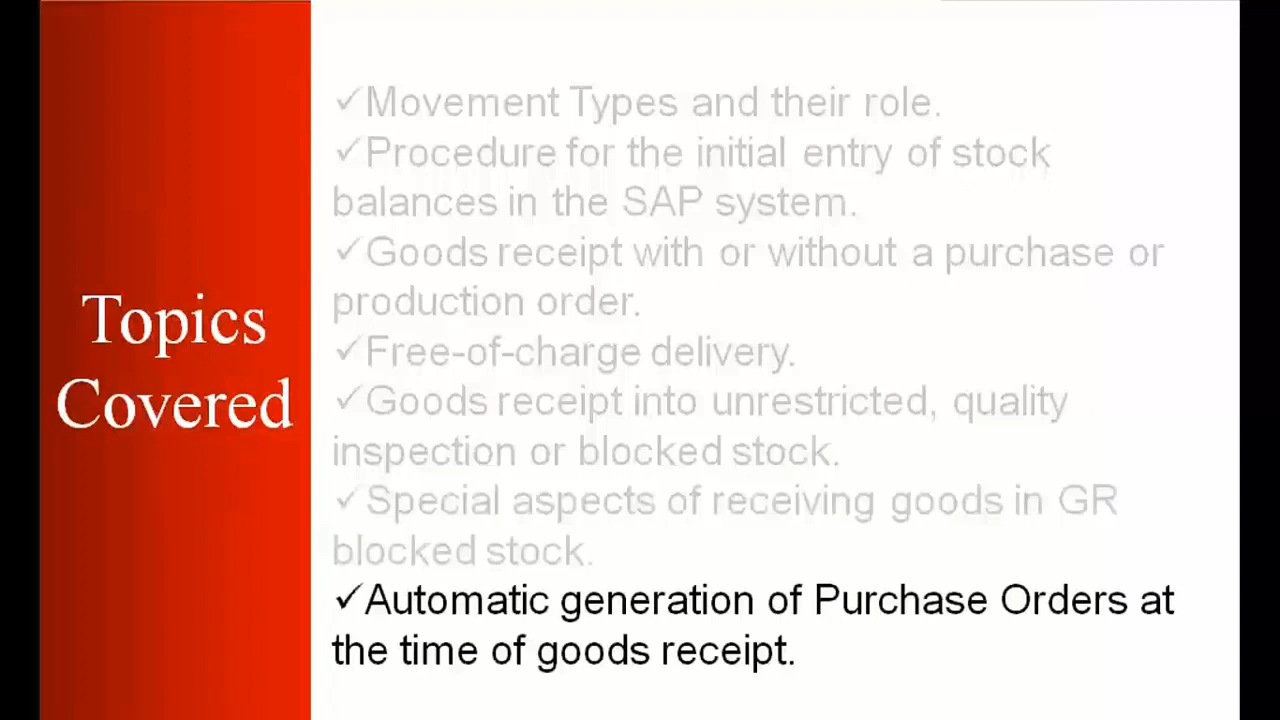 Topics
Covered
✓Movement Types and their role.
✓Procedure for the initial entry of stock
balances in the SAP system.
✓Goods receipt with or without a purchase or
production order.
✓Free-of-charge delivery.
✓Goods receipt into unrestricted, quality
inspection or blocked stock.
✓Special aspects of receiving goods in GR
blocked stock.
✓Automatic generation of Purchase Orders at
the time of goods receipt.